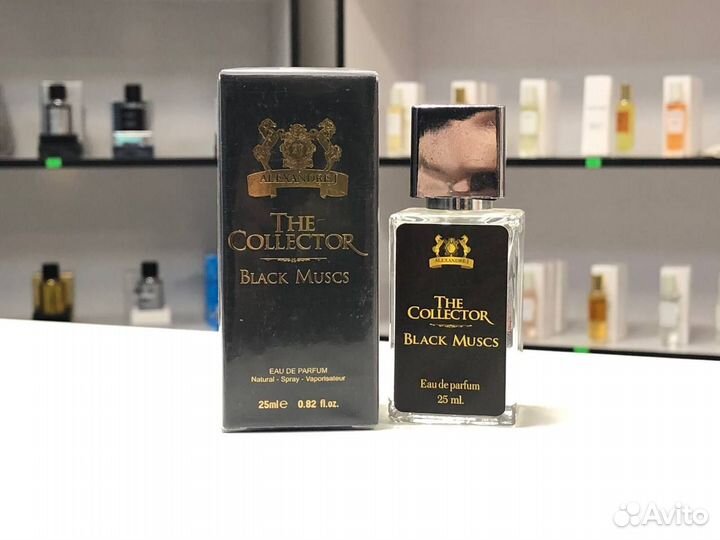 ALEXANDRE.J
THE
COLLECTOR
BLACK MUSCS
EAU DE PARFUM
Natural - Spray - Vaporisateur
25ml e 0.82 fl.oz.
ALEXANDRE.J
THE
COLLECTOR
BLACK MUSCS
Eau de parfum
25 ml.
Avito